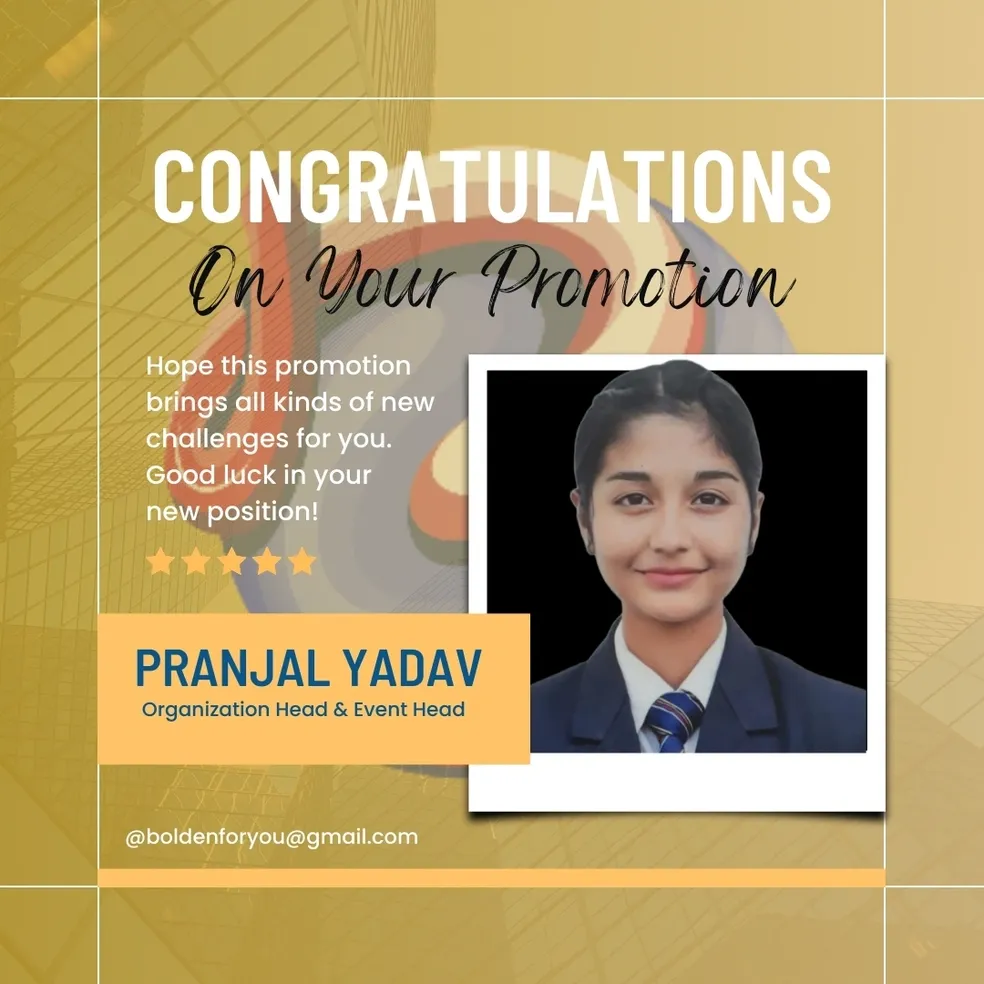 CONGRATULATIONS
On Your Promotion
Hope this promotion
brings all kinds of new
challenges for you.
Good luck in your
new position!
PRANJAL YADAV
Organization Head & Event Head
@boldenforyou@gmail.com